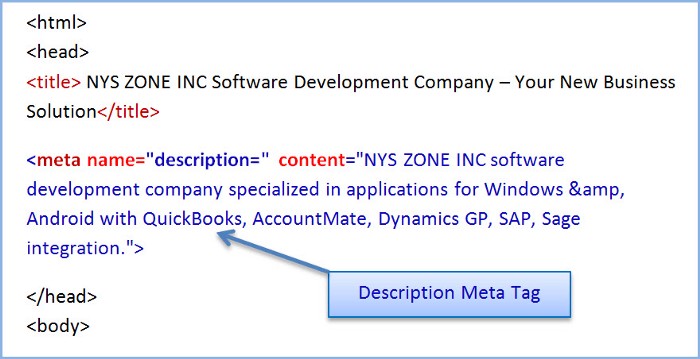 <html>
<head>
<title> NYS ZONE INC Software Development Company – Your New Business
Solution</title>
<meta name="description=" content="NYS ZONE INC software
development company specialized in applications for Windows &amp,
Android with QuickBooks, AccountMate, Dynamics GP, SAP, Sage
integration.">
Description Meta Tag
</head>
<body>